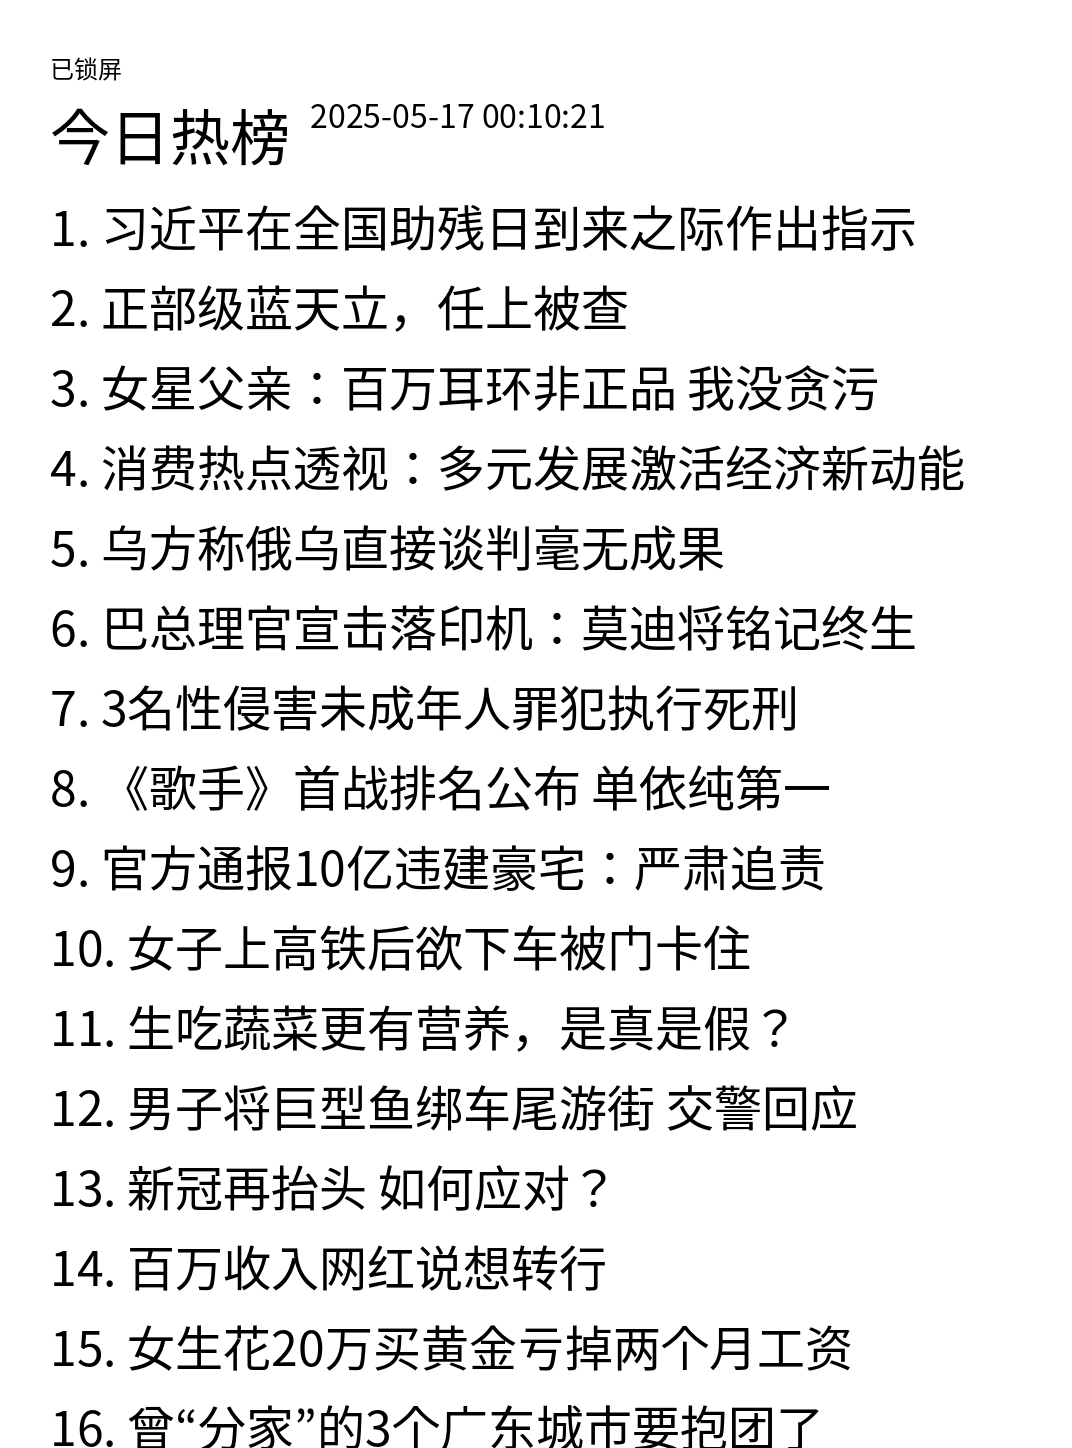 已锁屏
今日热榜 2025-05-17 00:10:21
1. 习近平在全国助残日到来之际作出指示
2. 正部级蓝天立，任上被查
3. 女星父亲：百万耳环非正品 我没贪污
4. 消费热点透视：多元发展激活经济新动能
5. 乌方称俄乌直接谈判毫无成果
6. 巴总理官宣击落印机：莫迪将铭记终生
7. 3名性侵害未成年人罪犯执行死刑
8. 《歌手》首战排名公布 单依纯第一
9. 官方通报10亿违建豪宅：严肃追责
10. 女子上高铁后欲下车被门卡住
11. 生吃蔬菜更有营养，是真是假？
12. 男子将巨型鱼绑车尾游街 交警回应
13. 新冠再抬头 如何应对？
14. 百万收入网红说想转行
15. 女生花20万买黄金亏掉两个月工资
16. 曾“分家”的3个广东城市要抱团了